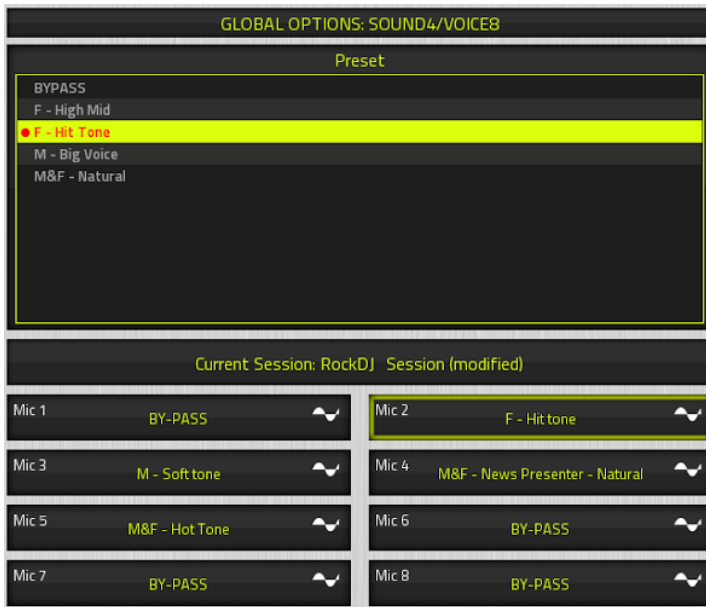 GLOBAL OPTIONS: SOUND4/VOICE8
Preset
BYPASS
F - High Mid
F - Hit Tone
M - Big Voice
M&F - Natural
Current Session: RockDJ Session (modified)
Mic 1
BY-PASS
Mic 2
F - Hit tone
Mic 3
M - Soft tone
Mic 4
M&F - News Presenter - Natural
Mic 5
M&F - Hot Tone
Mic 6
BY-PASS
Mic 7
BY-PASS
Mic 8
BY-PASS